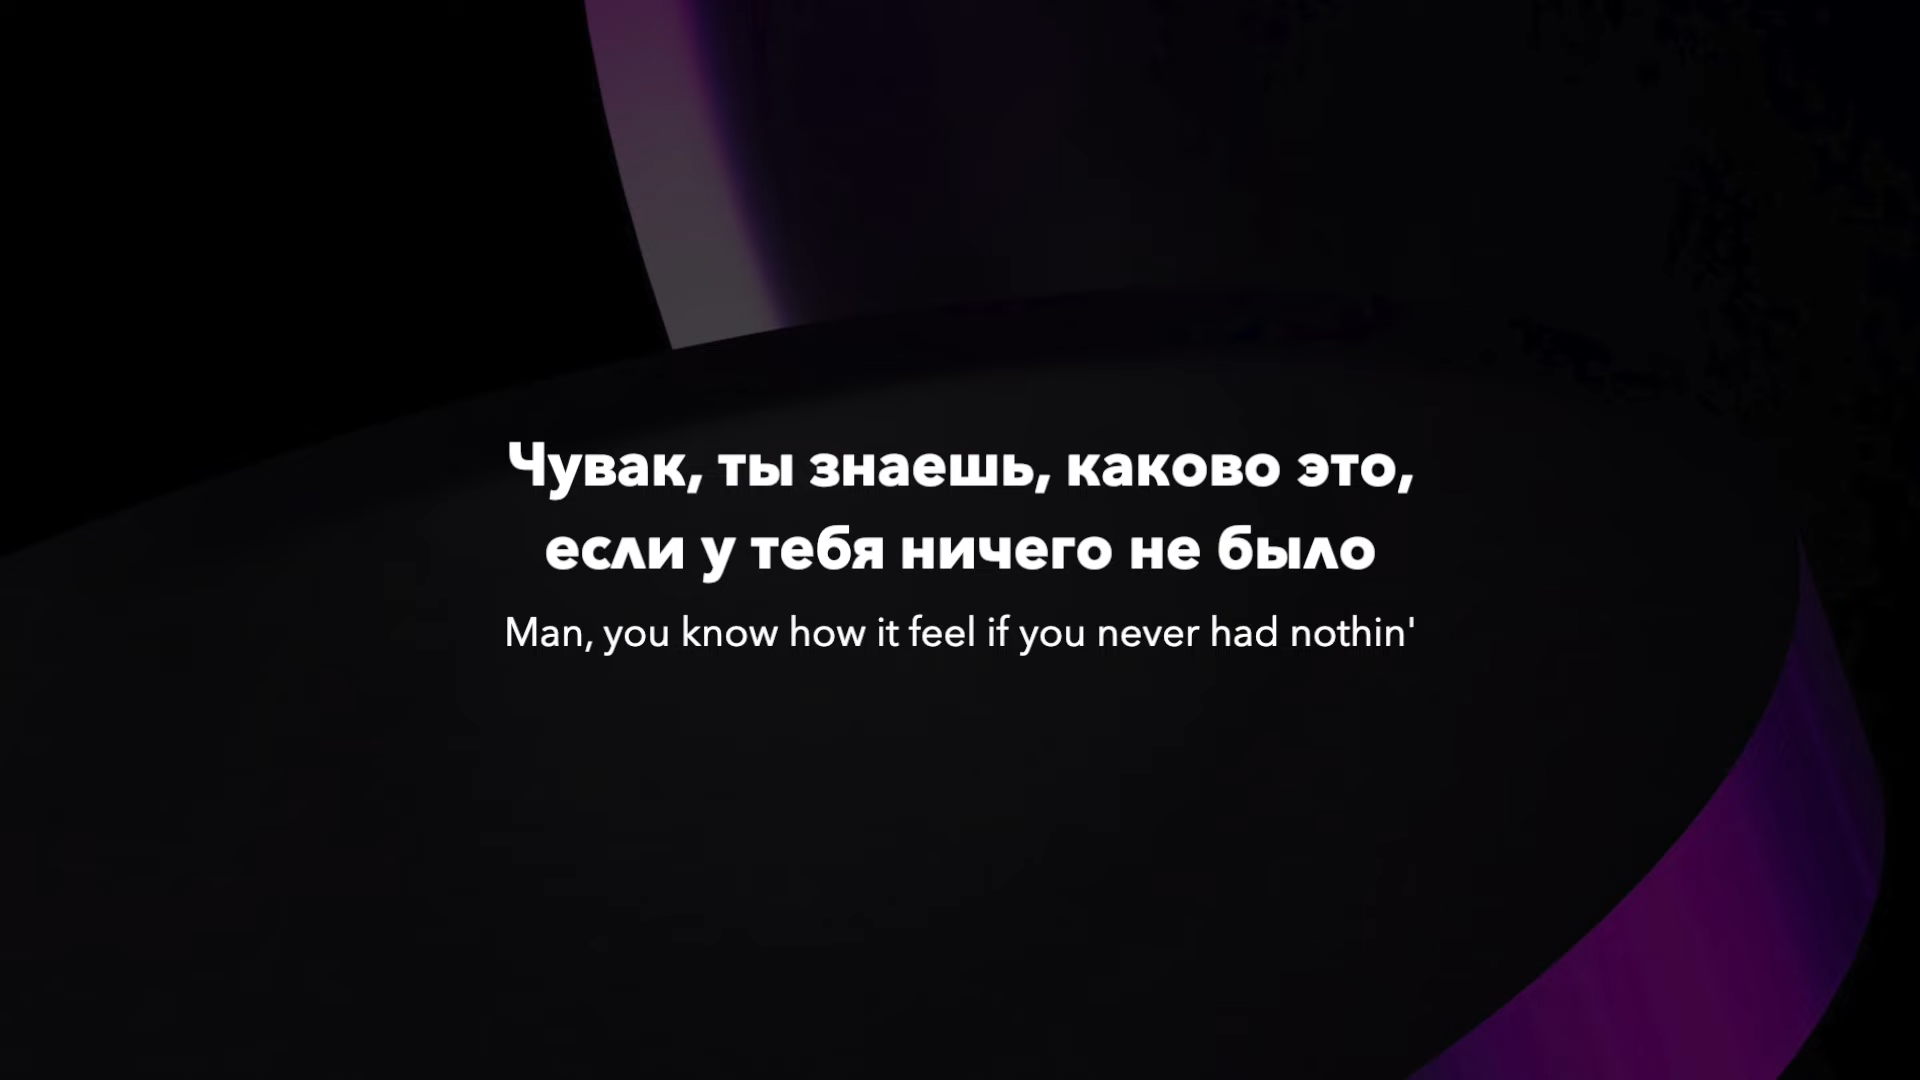 Чувак, ты знаешь, каково это,
если у тебя ничего не было
Man, you know how it feel if you never had nothin'